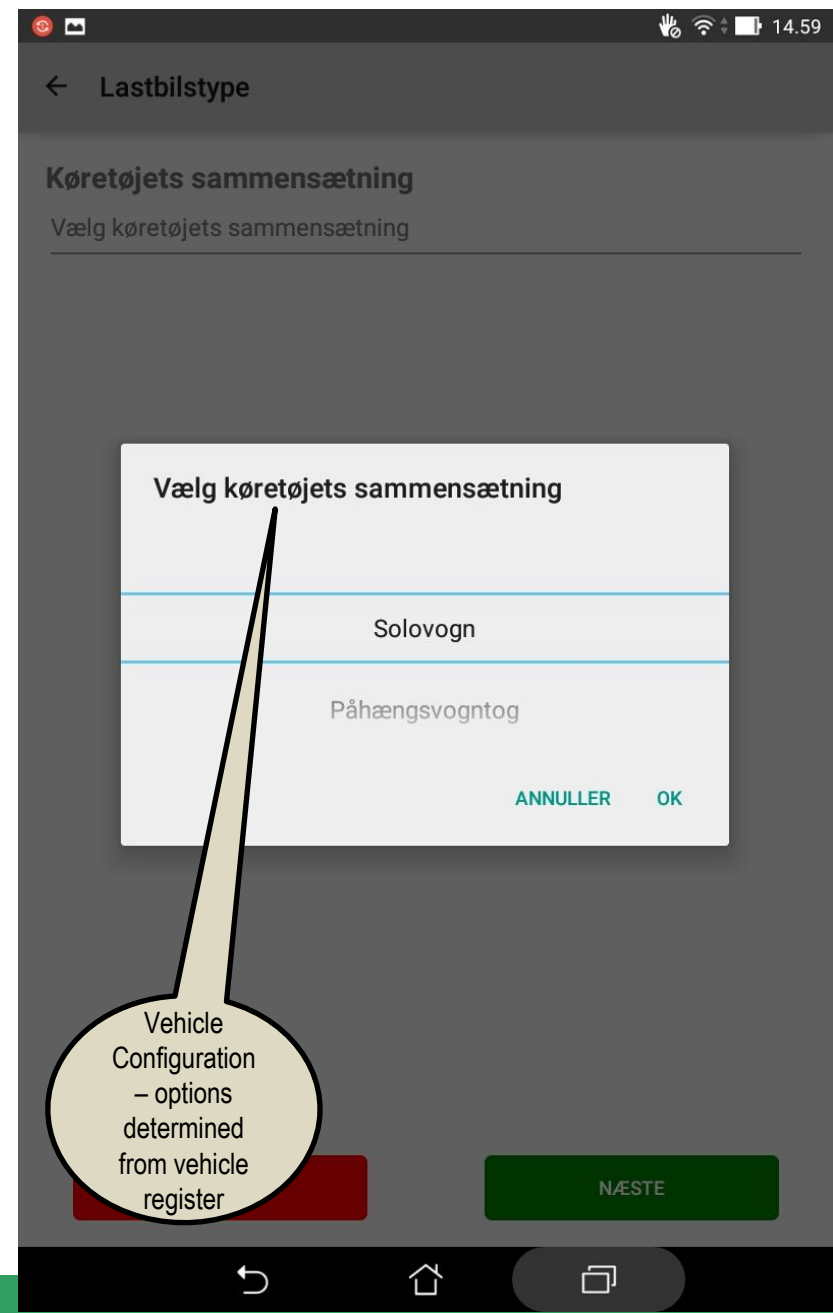 14.59
Lastbilstype
Køretøjets sammensætning
Vælg køretøjets sammensætning
Vælg køretøjets sammensætning
Solovogn
Påhængsvogntog
ANNULLER OK
Vehicle
Configuration
– options
determined
from vehicle
register
NÆSTE